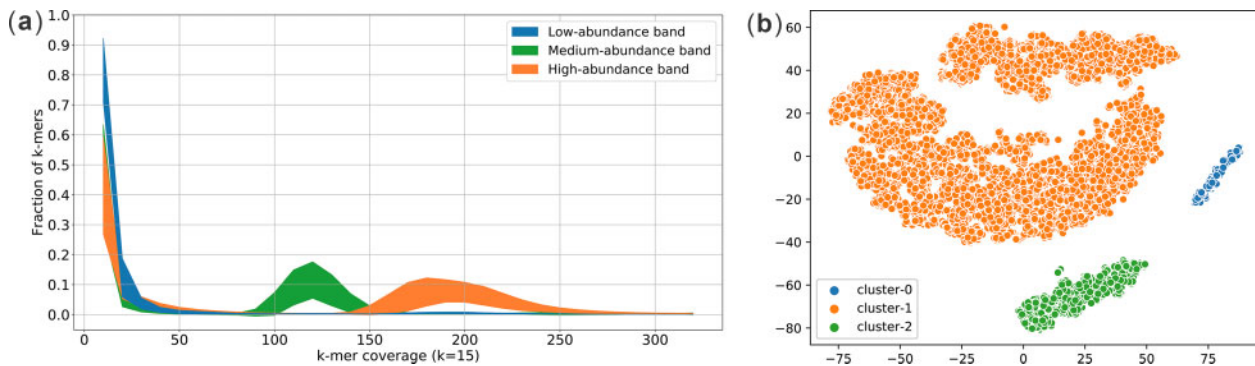 (a)
Low-abundance band
Medium-abundance band
High-abundance band
Fraction of k-mers
1.0
0.9
0.8
0.7
0.6
0.5
0.4
0.3
0.2
0.1
0.0
0 50 100 150 200 250 300
k-mer coverage (k=15)
(b)
60
40
20
0
−20
−40
−60
−80
cluster-0
cluster-1
cluster-2
−75 −50 −25 0 25 50 75